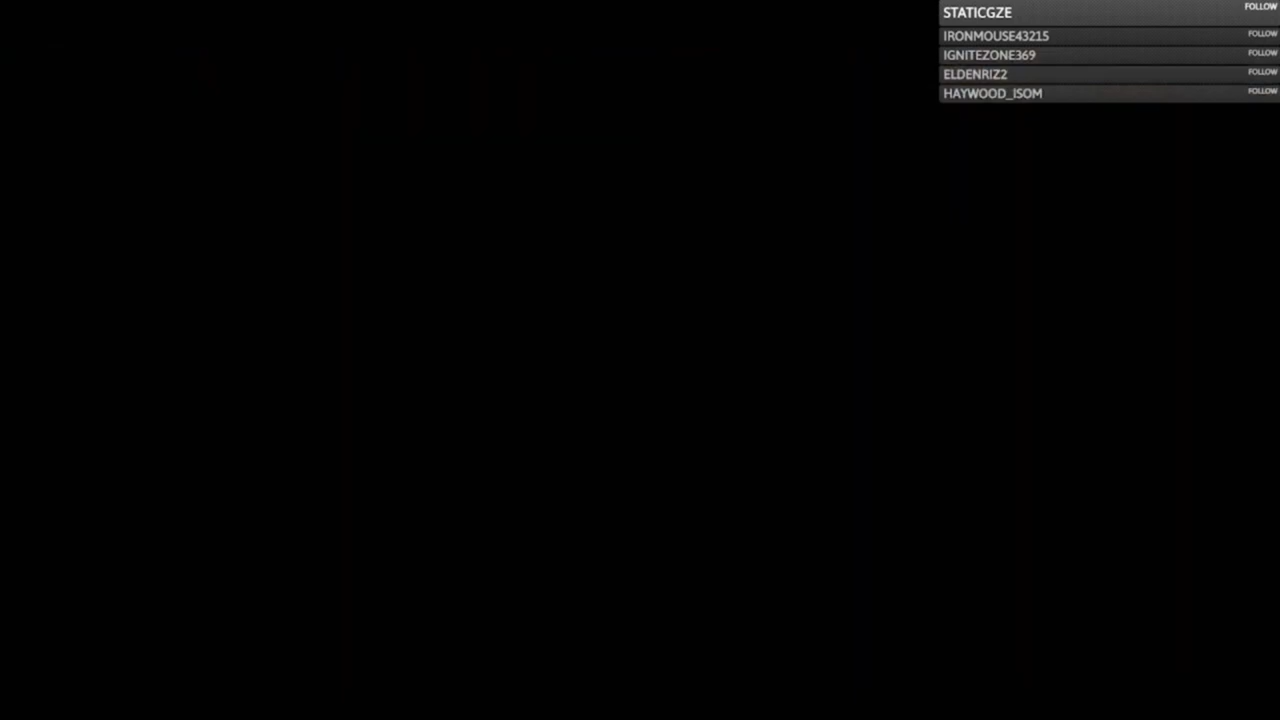 STATICGZE FOLLOW
IRONMOUSE43215 FOLLOW
IGNITEZONE369 FOLLOW
ELDENRIZ2 FOLLOW
HAYWOOD_ISOM FOLLOW